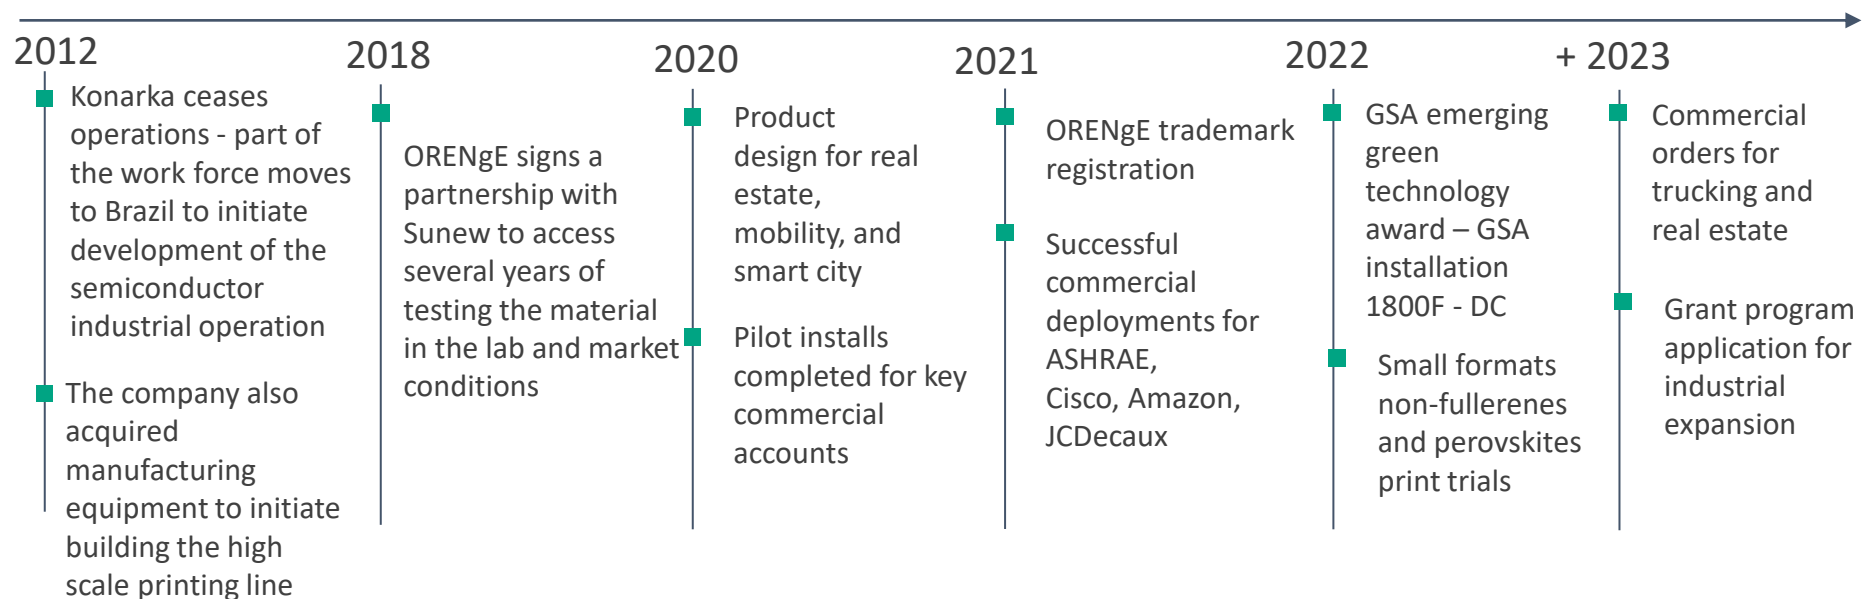 2012
Konarka ceases
operations - part of
the work force moves
to Brazil to initiate
development of the
semiconductor
industrial operation
The company also
acquired
manufacturing
equipment to initiate
building the high
scale printing line
2018
ORENgE signs a
partnership with
Sunew to access
several years of
testing the material
in the lab and market
conditions
2020
Product
design for real
estate,
mobility, and
smart city
Pilot installs
completed for key
commercial
accounts
2021
ORENgE trademark
registration
Successful
commercial
deployments for
ASHRAE,
Cisco, Amazon,
JCDecaux
2022
GSA emerging
green
technology
award – GSA
installation
1800F - DC
Small formats
non-fullerenes
and perovskites
print trials
+ 2023
Commercial
orders for
trucking and
real estate
Grant program
application for
industrial
expansion